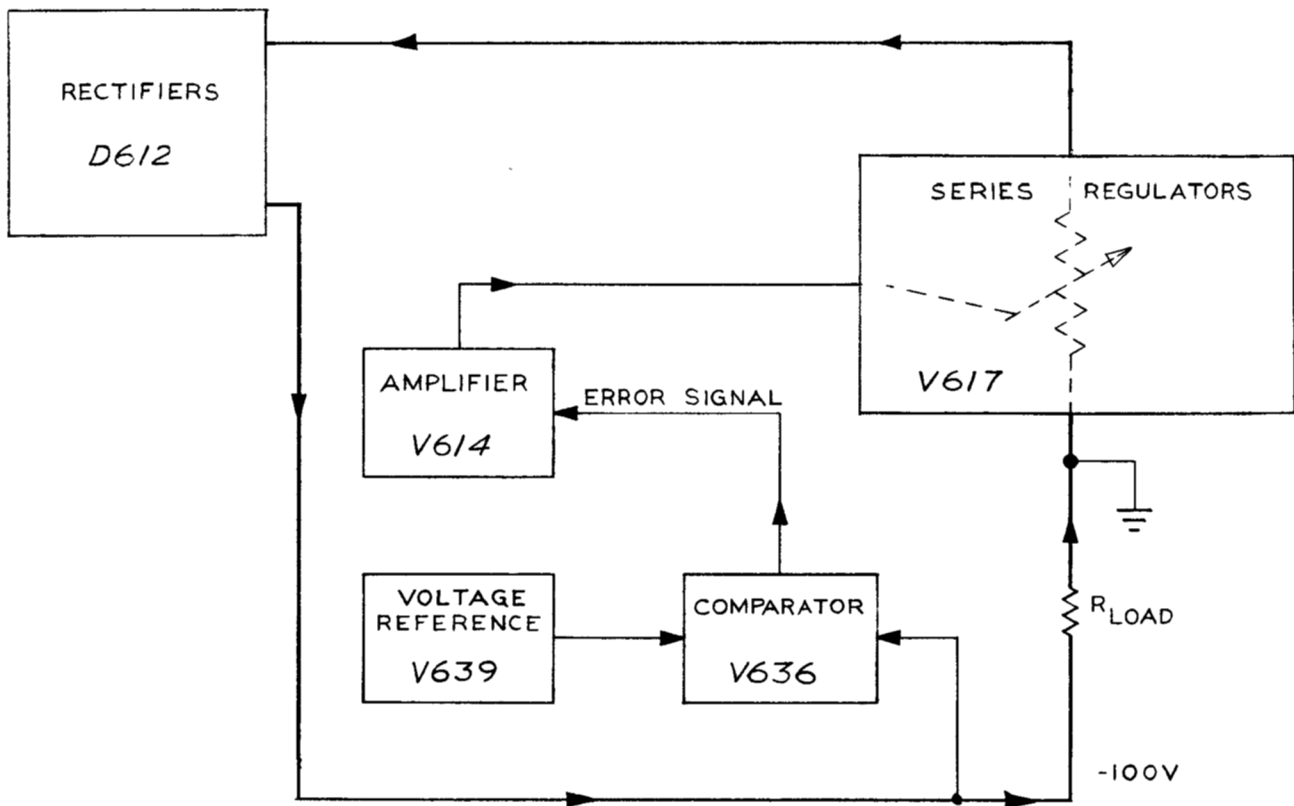 RECTIFIERS
D612
SERIES REGULATORS
V617
AMPLIFIER
V614
ERROR SIGNAL
VOLTAGE
REFERENCE
V639
COMPARATOR
V636
RLOAD
-100V